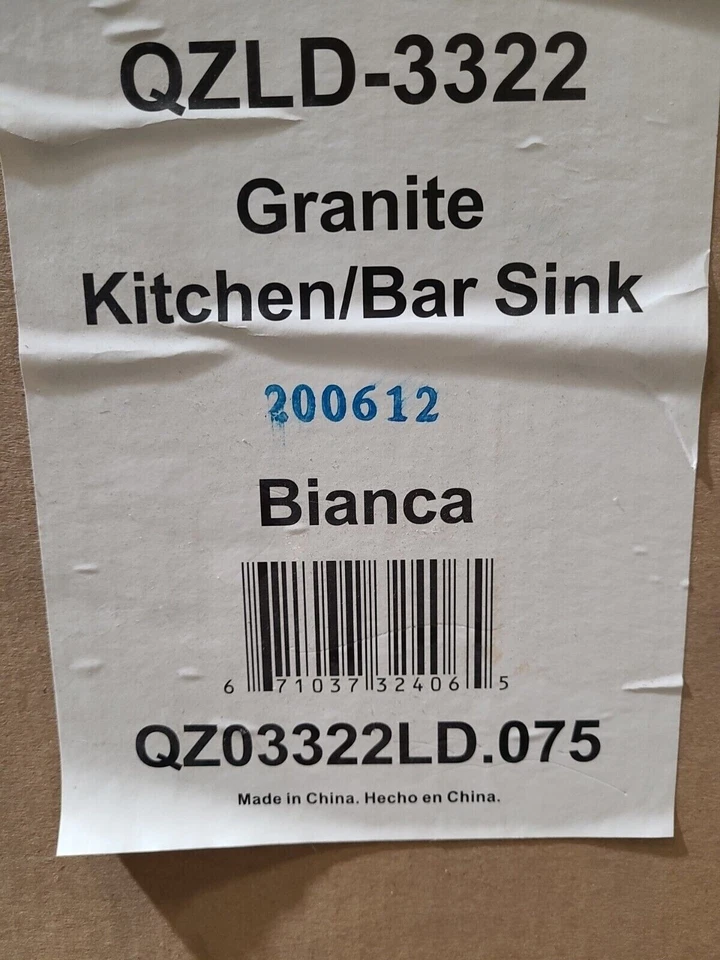 QZLD-3322
Granite
Kitchen/Bar Sink
200612
Bianca
6 71037 32406 5
QZ03322LD.075
Made in China. Hecho en China.